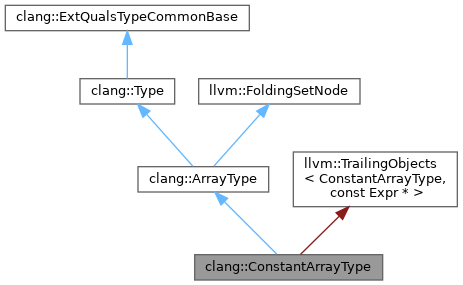 clang::ExtQualsTypeCommonBase
clang::Type
llvm::FoldingSetNode
clang::ArrayType
llvm::TrailingObjects
< ConstantArrayType,
const Expr * >
clang::ConstantArrayType